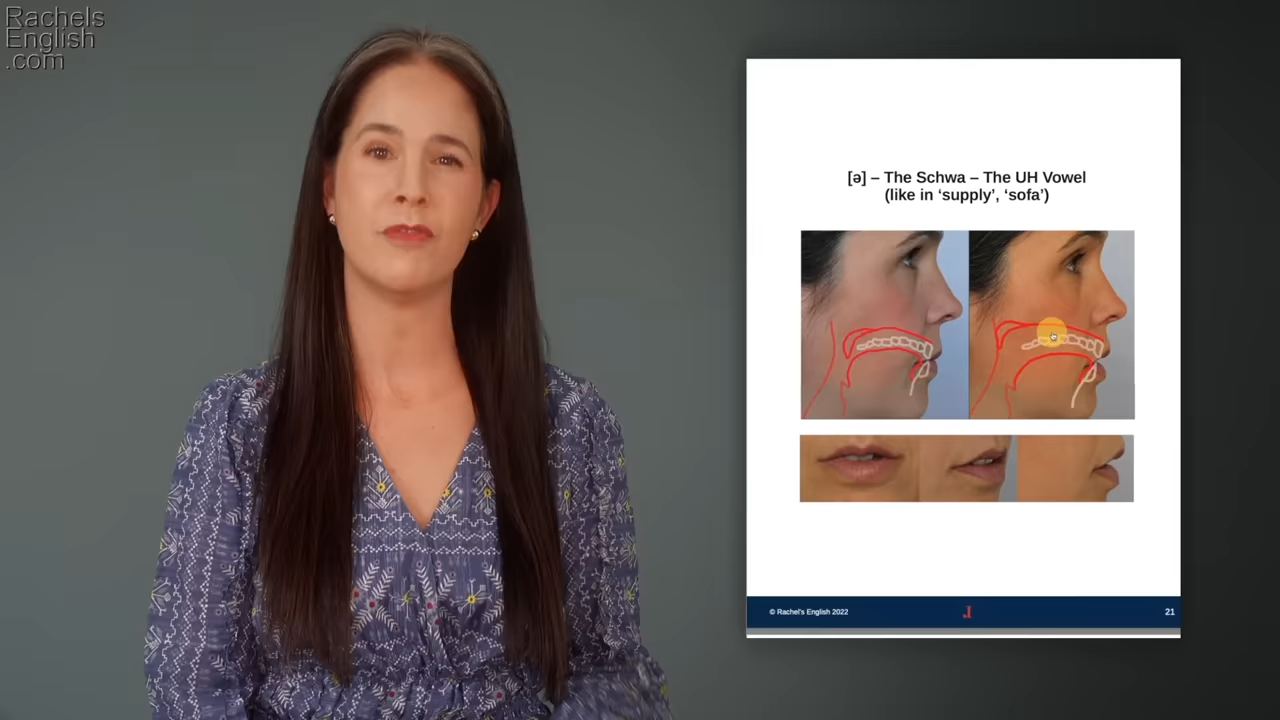 Rachels
English
.com
[ə] – The Schwa – The UH Vowel
(like in ‘supply’, ‘sofa’)
© Rachel's English 2022
21